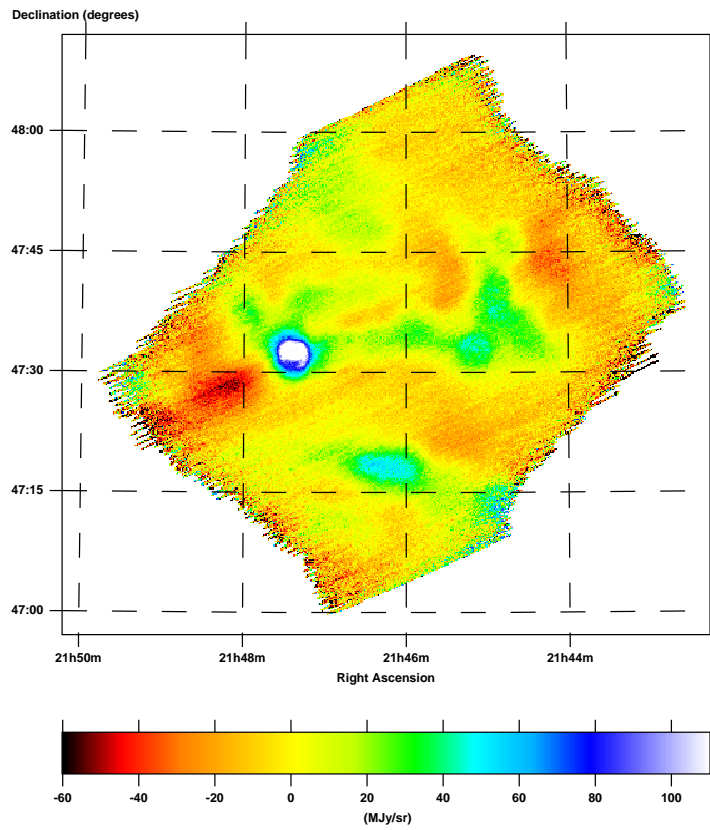 Declination (degrees)
48:00
47:45
47:30
47:15
47:00
21h50m 21h48m 21h46m 21h44m
Right Ascension
-60 -40 -20 0 20 40 60 80 100
(MJy/sr)